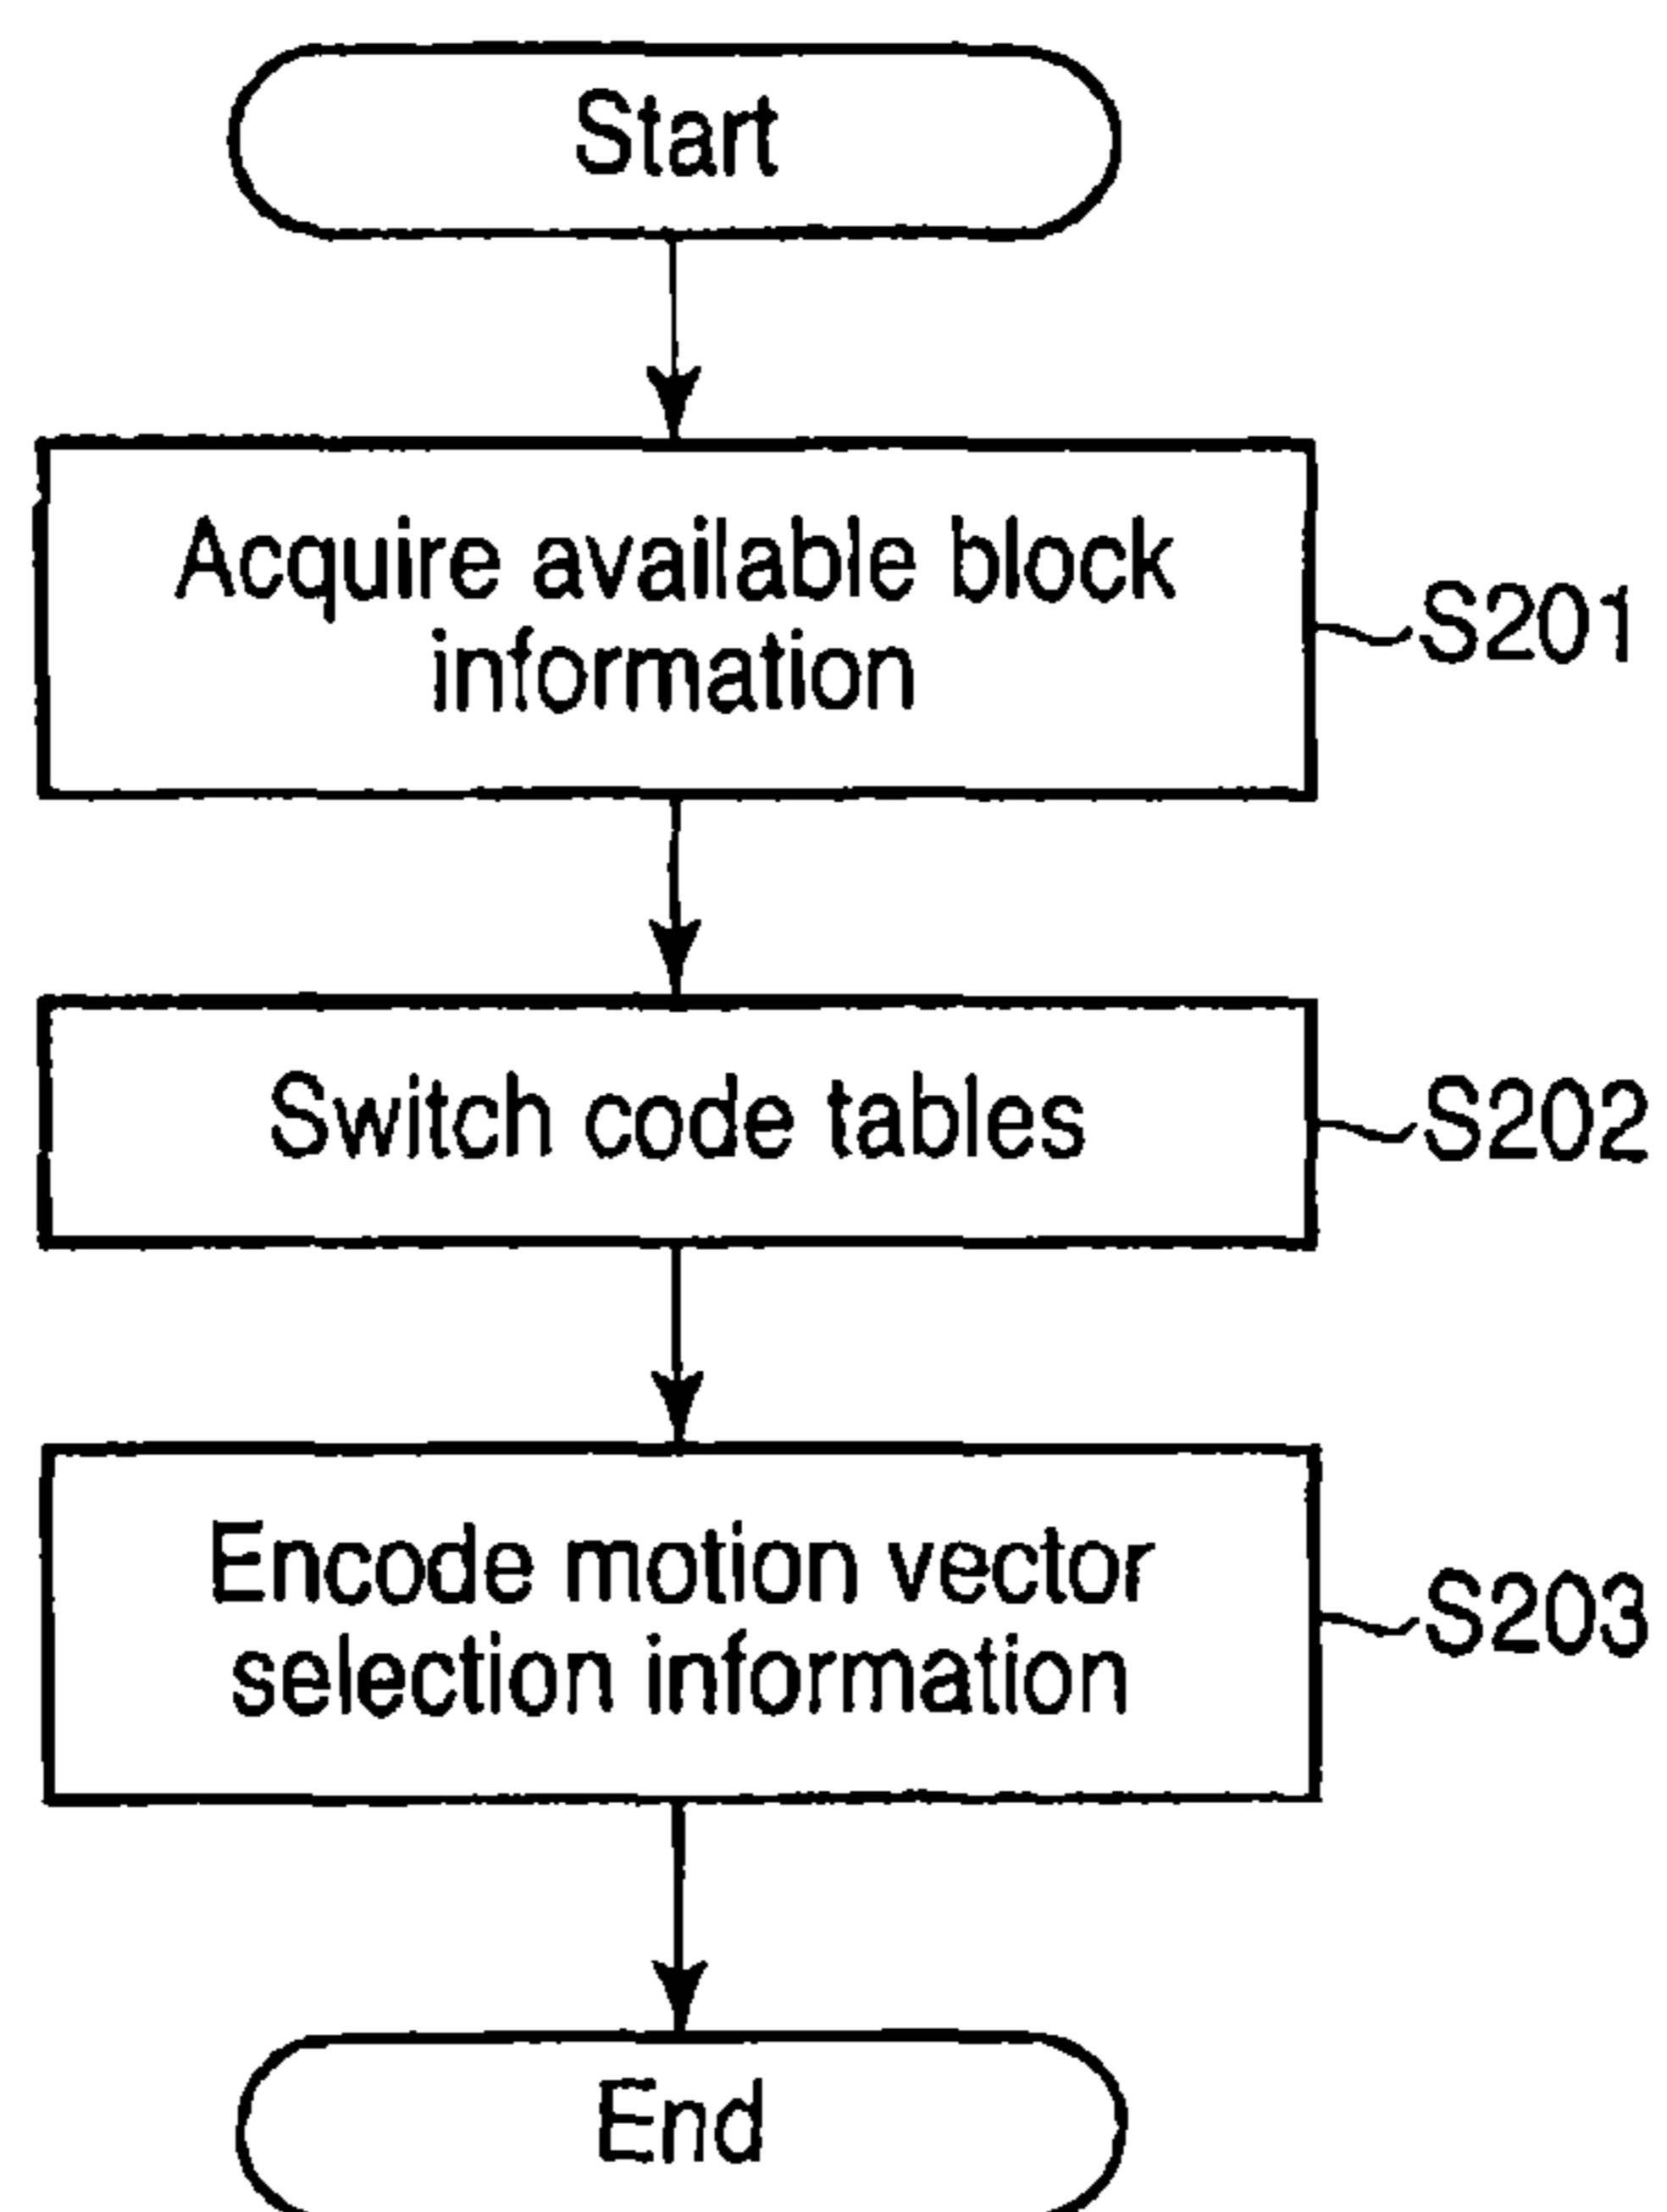 Start
Acquire available block
information
S201
Switch code tables
S202
Encode motion vector
selection information
S203
End